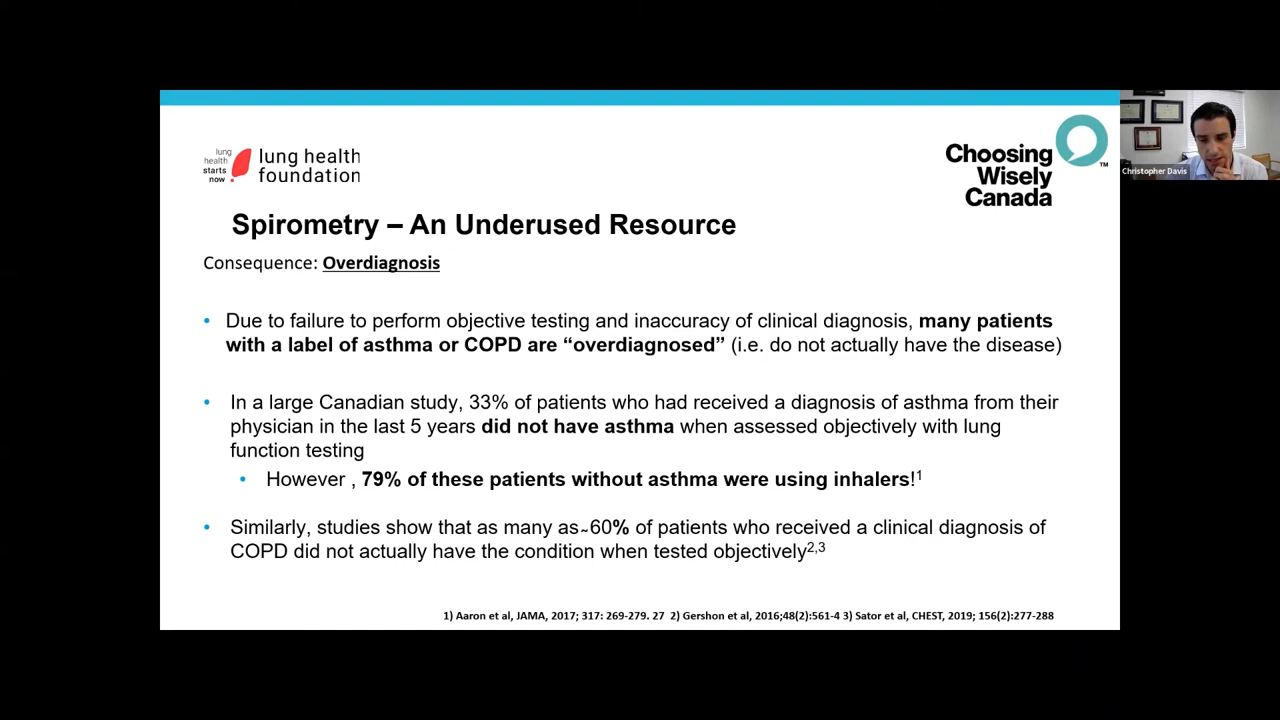 lung
health
starts
now
lung health
foundation
Choosing
Wisely
Canada
TM
Christopher Davis
Spirometry – An Underused Resource
Consequence: Overdiagnosis
• Due to failure to perform objective testing and inaccuracy of clinical diagnosis, many patients
with a label of asthma or COPD are “overdiagnosed” (i.e. do not actually have the disease)
• In a large Canadian study, 33% of patients who had received a diagnosis of asthma from their
physician in the last 5 years did not have asthma when assessed objectively with lung
function testing
• However , 79% of these patients without asthma were using inhalers!1
• Similarly, studies show that as many as~60% of patients who received a clinical diagnosis of
COPD did not actually have the condition when tested objectively2,3
1) Aaron et al, JAMA, 2017; 317: 269-279. 27 2) Gershon et al, 2016;48(2):561-4 3) Sator et al, CHEST, 2019; 156(2):277-288